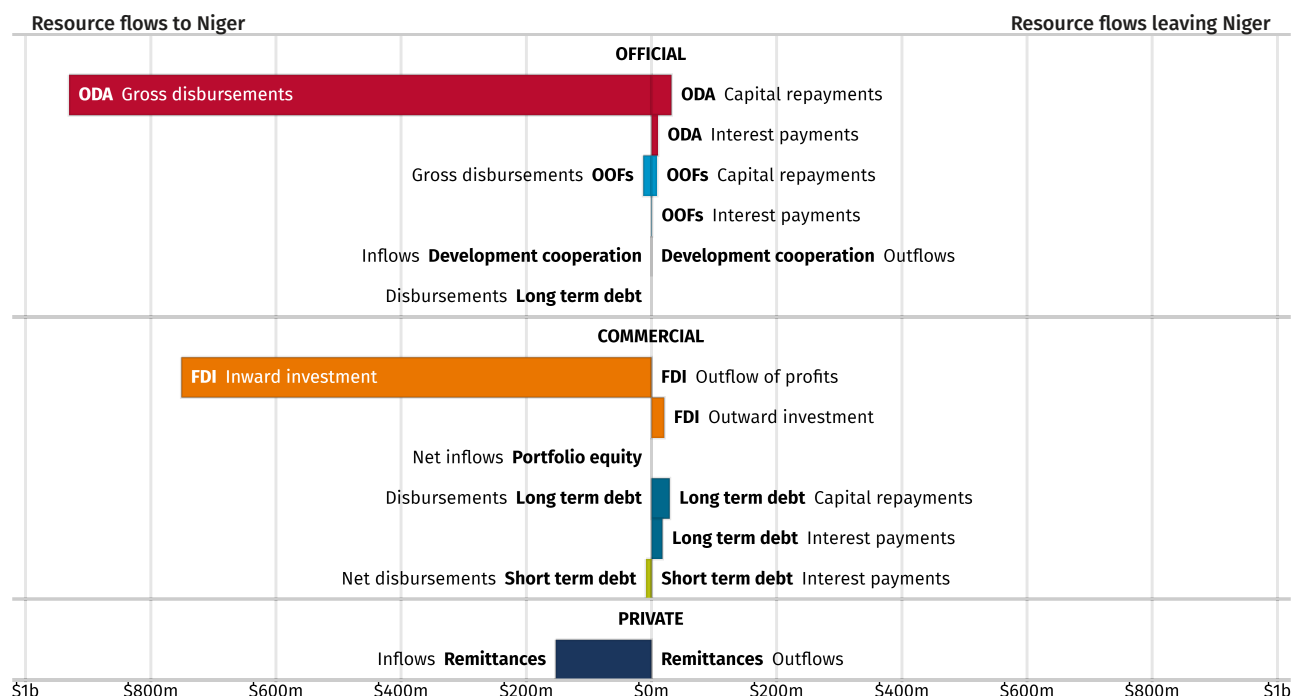 Resource flows to Niger Resource flows leaving Niger
OFFICIAL
ODA Gross disbursements ODA Capital repayments
ODA Interest payments
Gross disbursements OOFs OOFs Capital repayments
OOFs Interest payments
Inflows Development cooperation Development cooperation Outflows
Disbursements Long term debt
COMMERCIAL
FDI Inward investment FDI Outflow of profits
FDI Outward investment
Net inflows Portfolio equity
Disbursements Long term debt Long term debt Capital repayments
Long term debt Interest payments
Net disbursements Short term debt Short term debt Interest payments
PRIVATE
Inflows Remittances Remittances Outflows
$1b $800m $600m $400m $200m $0m $200m $400m $600m $800m $1b